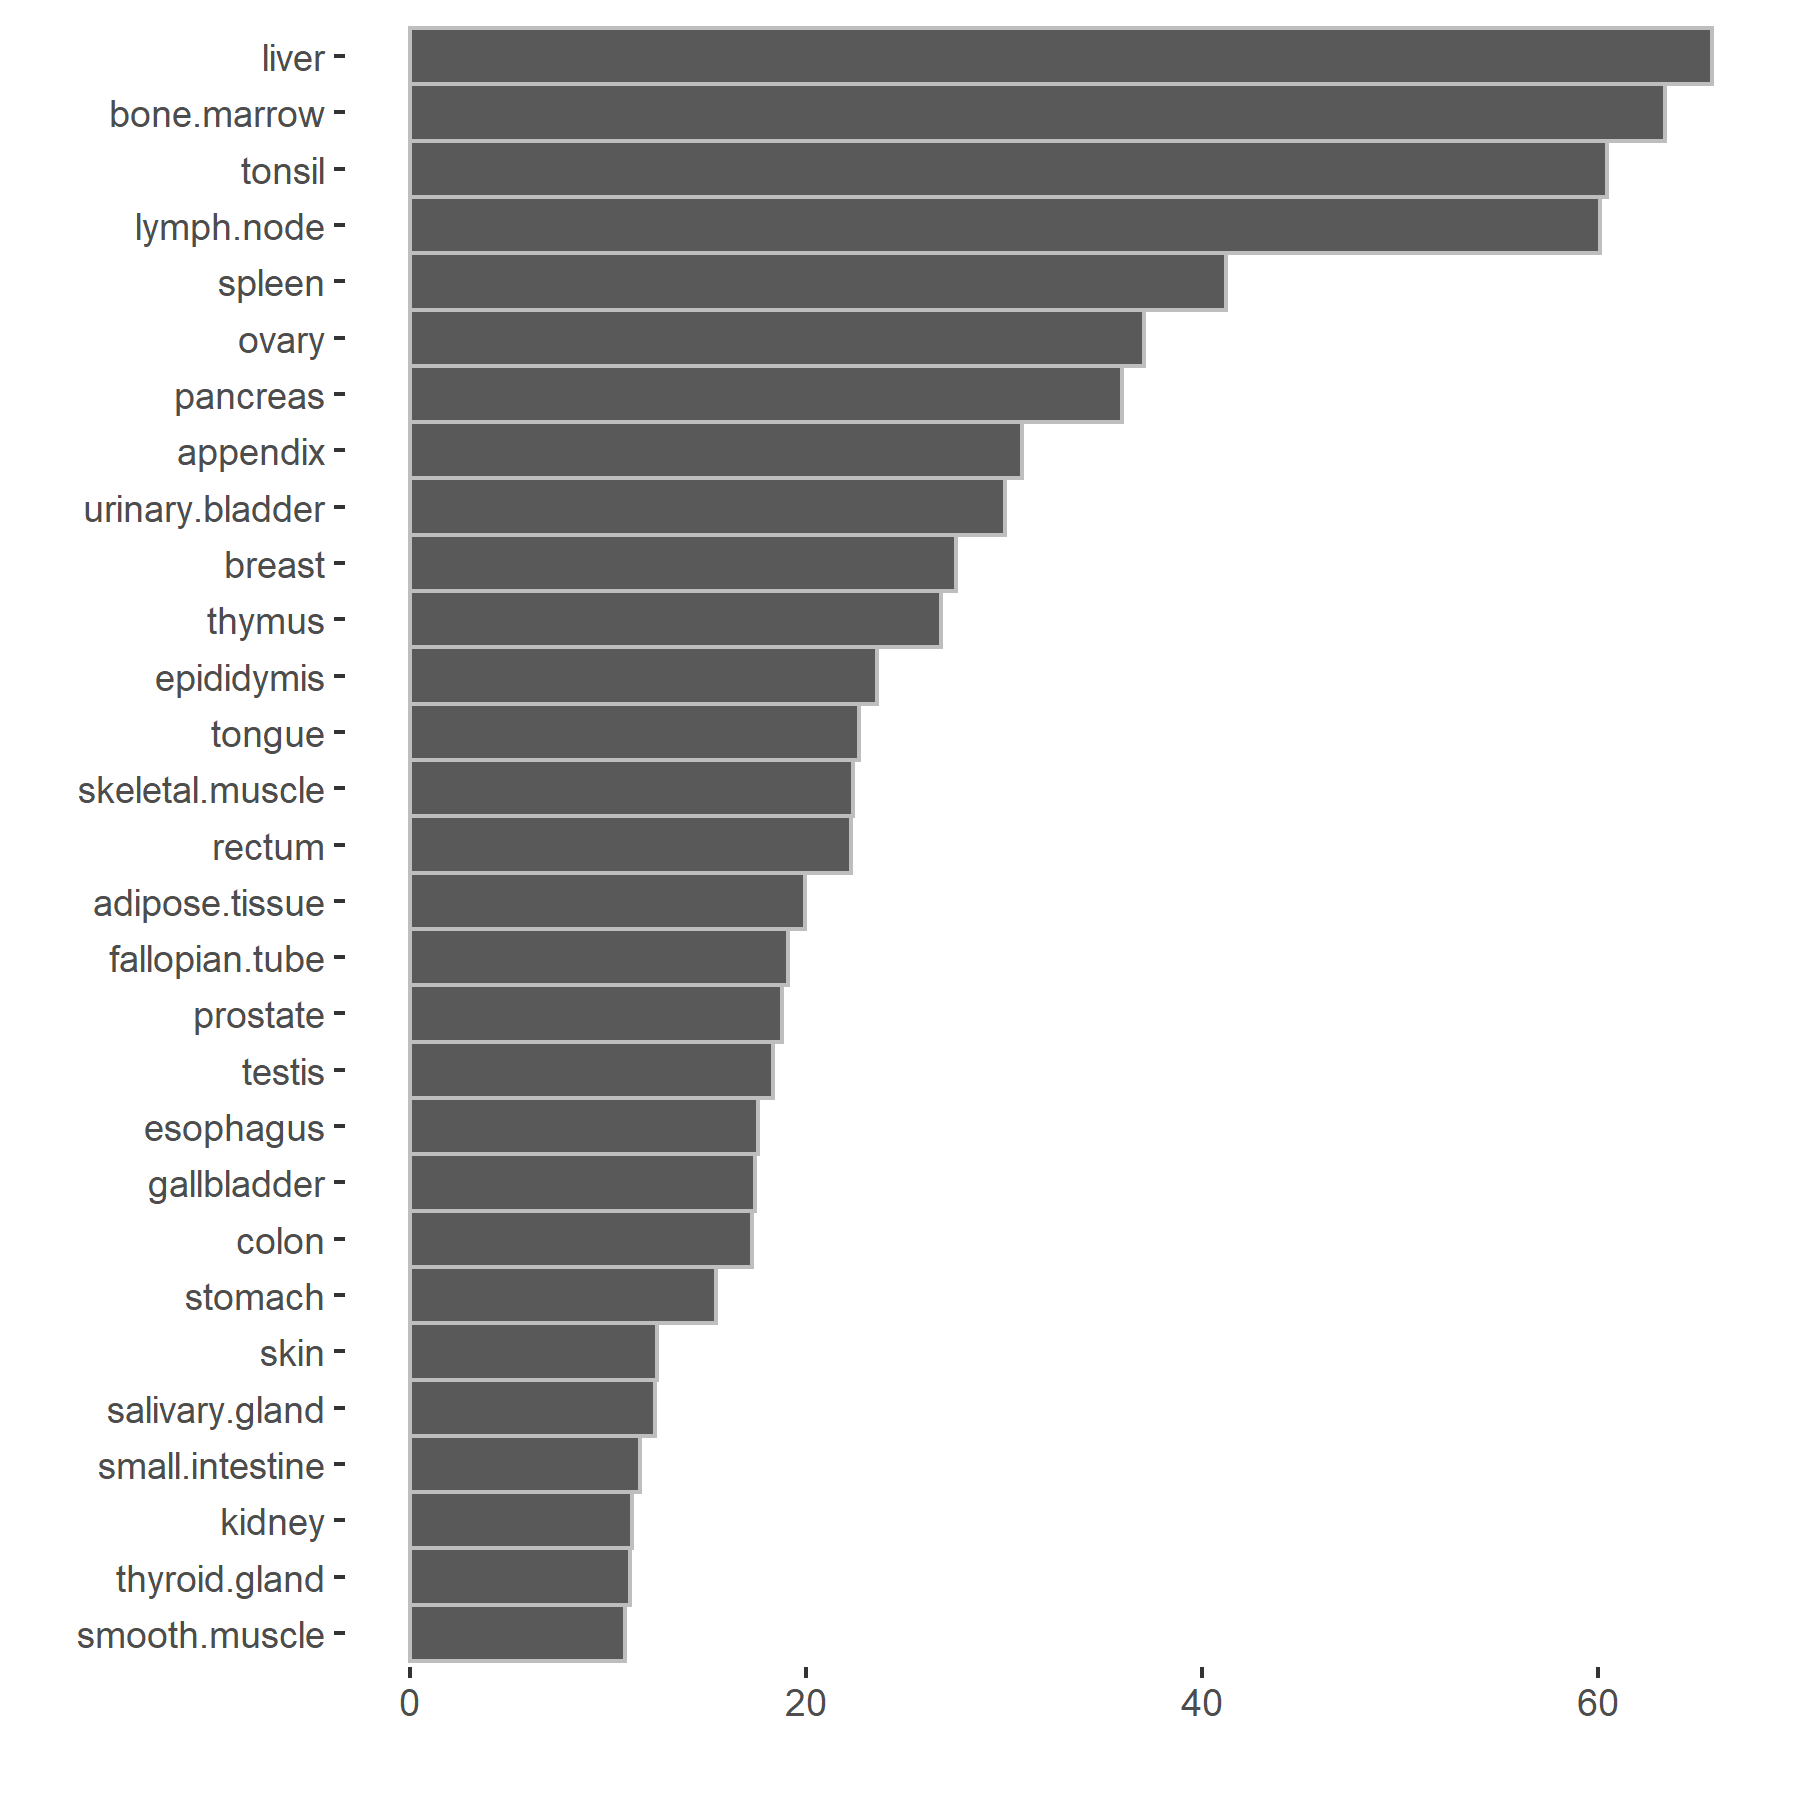 liver
bone.marrow
tonsil
lymph.node
spleen
ovary
pancreas
appendix
urinary.bladder
breast
thymus
epididymis
tongue
skeletal.muscle
rectum
adipose.tissue
fallopian.tube
prostate
testis
esophagus
gallbladder
colon
stomach
skin
salivary.gland
small.intestine
kidney
thyroid.gland
smooth.muscle
0 20 40 60